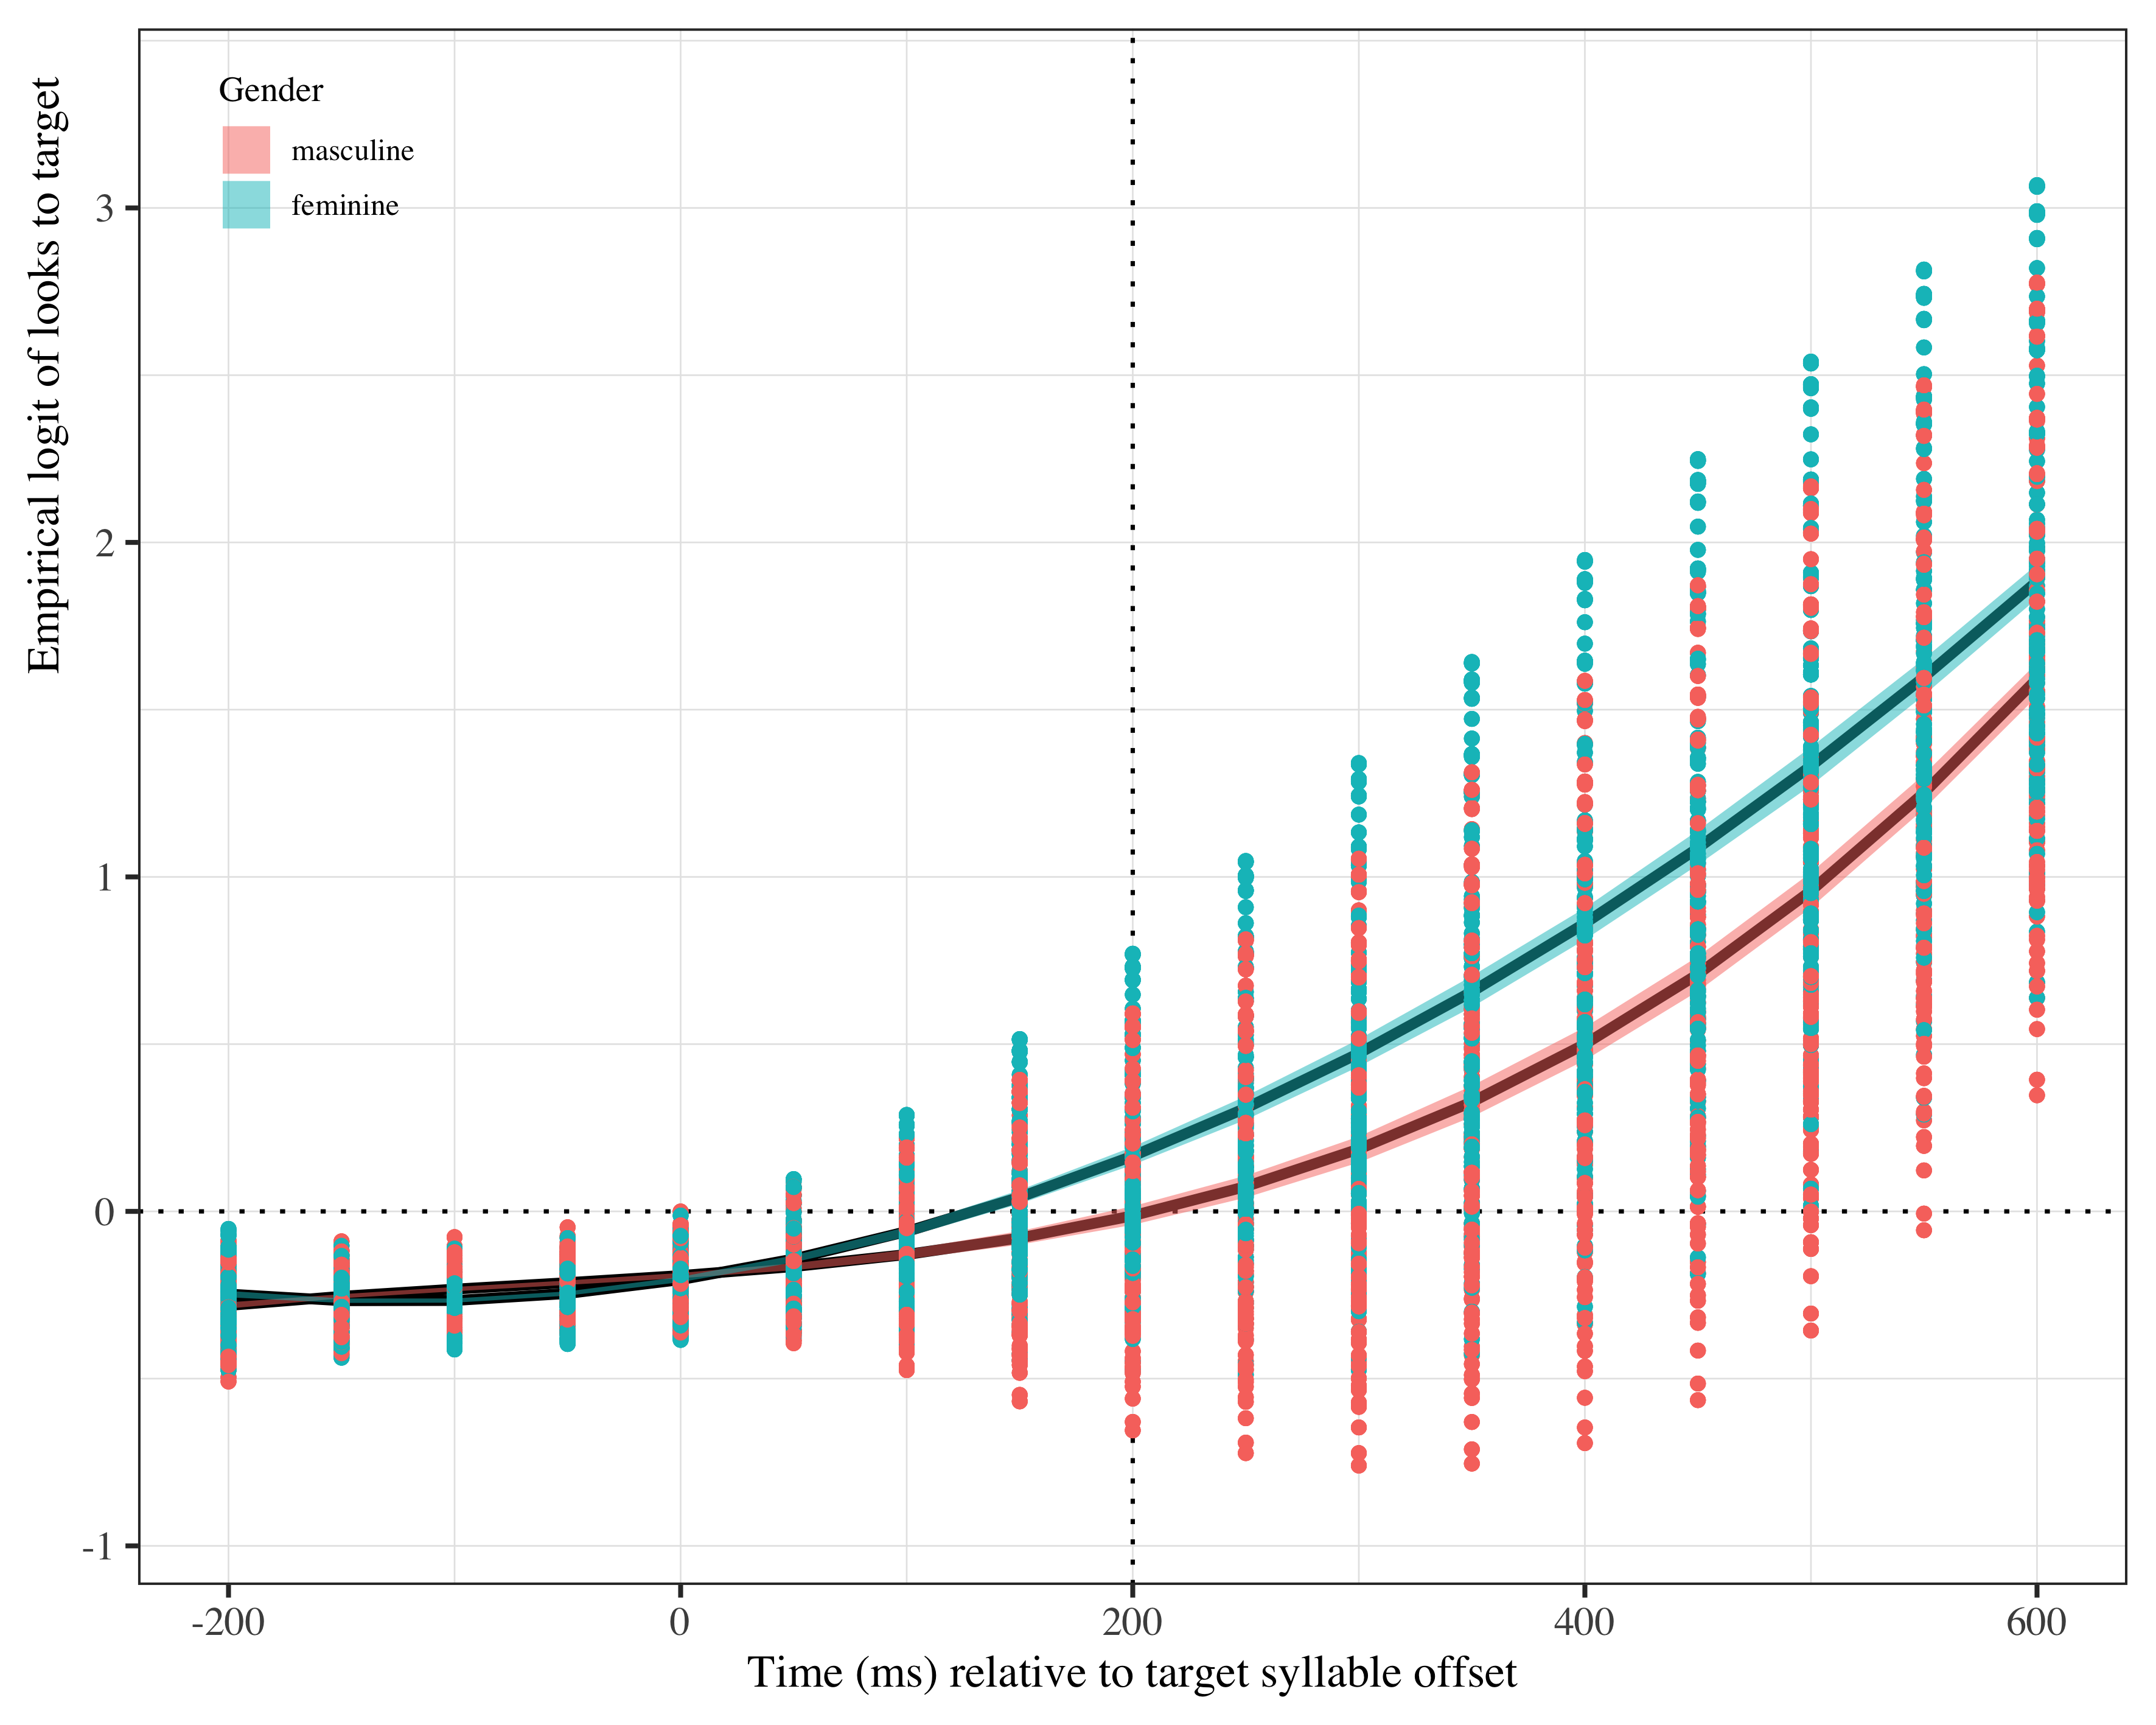 Empirical logit of looks to target
Gender
masculine
feminine
3
2
1
0
-1
-200
0
200
400
600
Time (ms) relative to target syllable offset